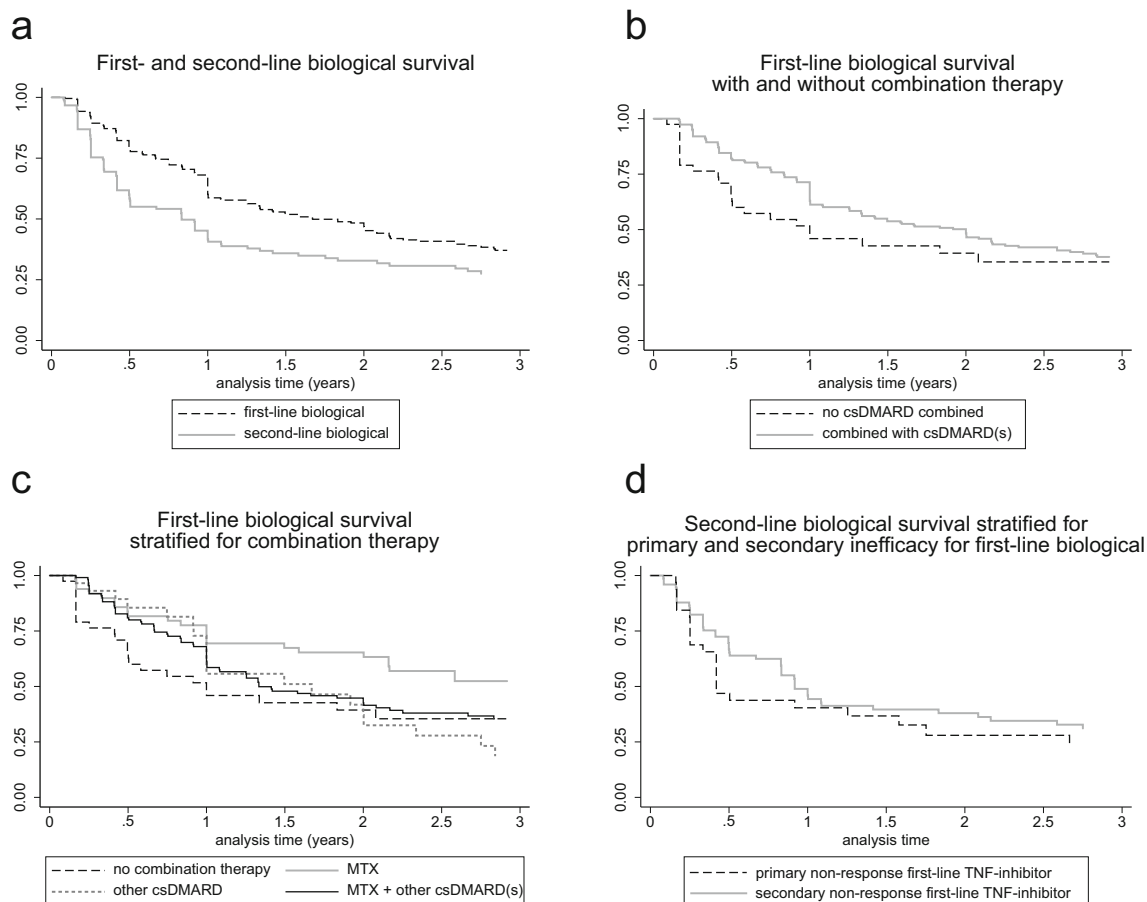 a
First- and second-line biological survival
1.00
0.75
0.50
0.25
0.00
0 .5 1 1.5 2 2.5 3
analysis time (years)
first-line biological
second-line biological
b
First-line biological survival
with and without combination therapy
1.00
0.75
0.50
0.25
0.00
0 .5 1 1.5 2 2.5 3
analysis time (years)
no csDMARD combined
combined with csDMARD(s)
c
First-line biological survival
stratified for combination therapy
1.00
0.75
0.50
0.25
0.00
0 .5 1 1.5 2 2.5 3
analysis time (years)
no combination therapy MTX
other csDMARD MTX + other csDMARD(s)
d
Second-line biological survival stratified for
primary and secondary inefficacy for first-line biological
1.00
0.75
0.50
0.25
0.00
0 .5 1 1.5 2 2.5 3
analysis time
primary non-response first-line TNF-inhibitor
secondary non-response first-line TNF-inhibitor